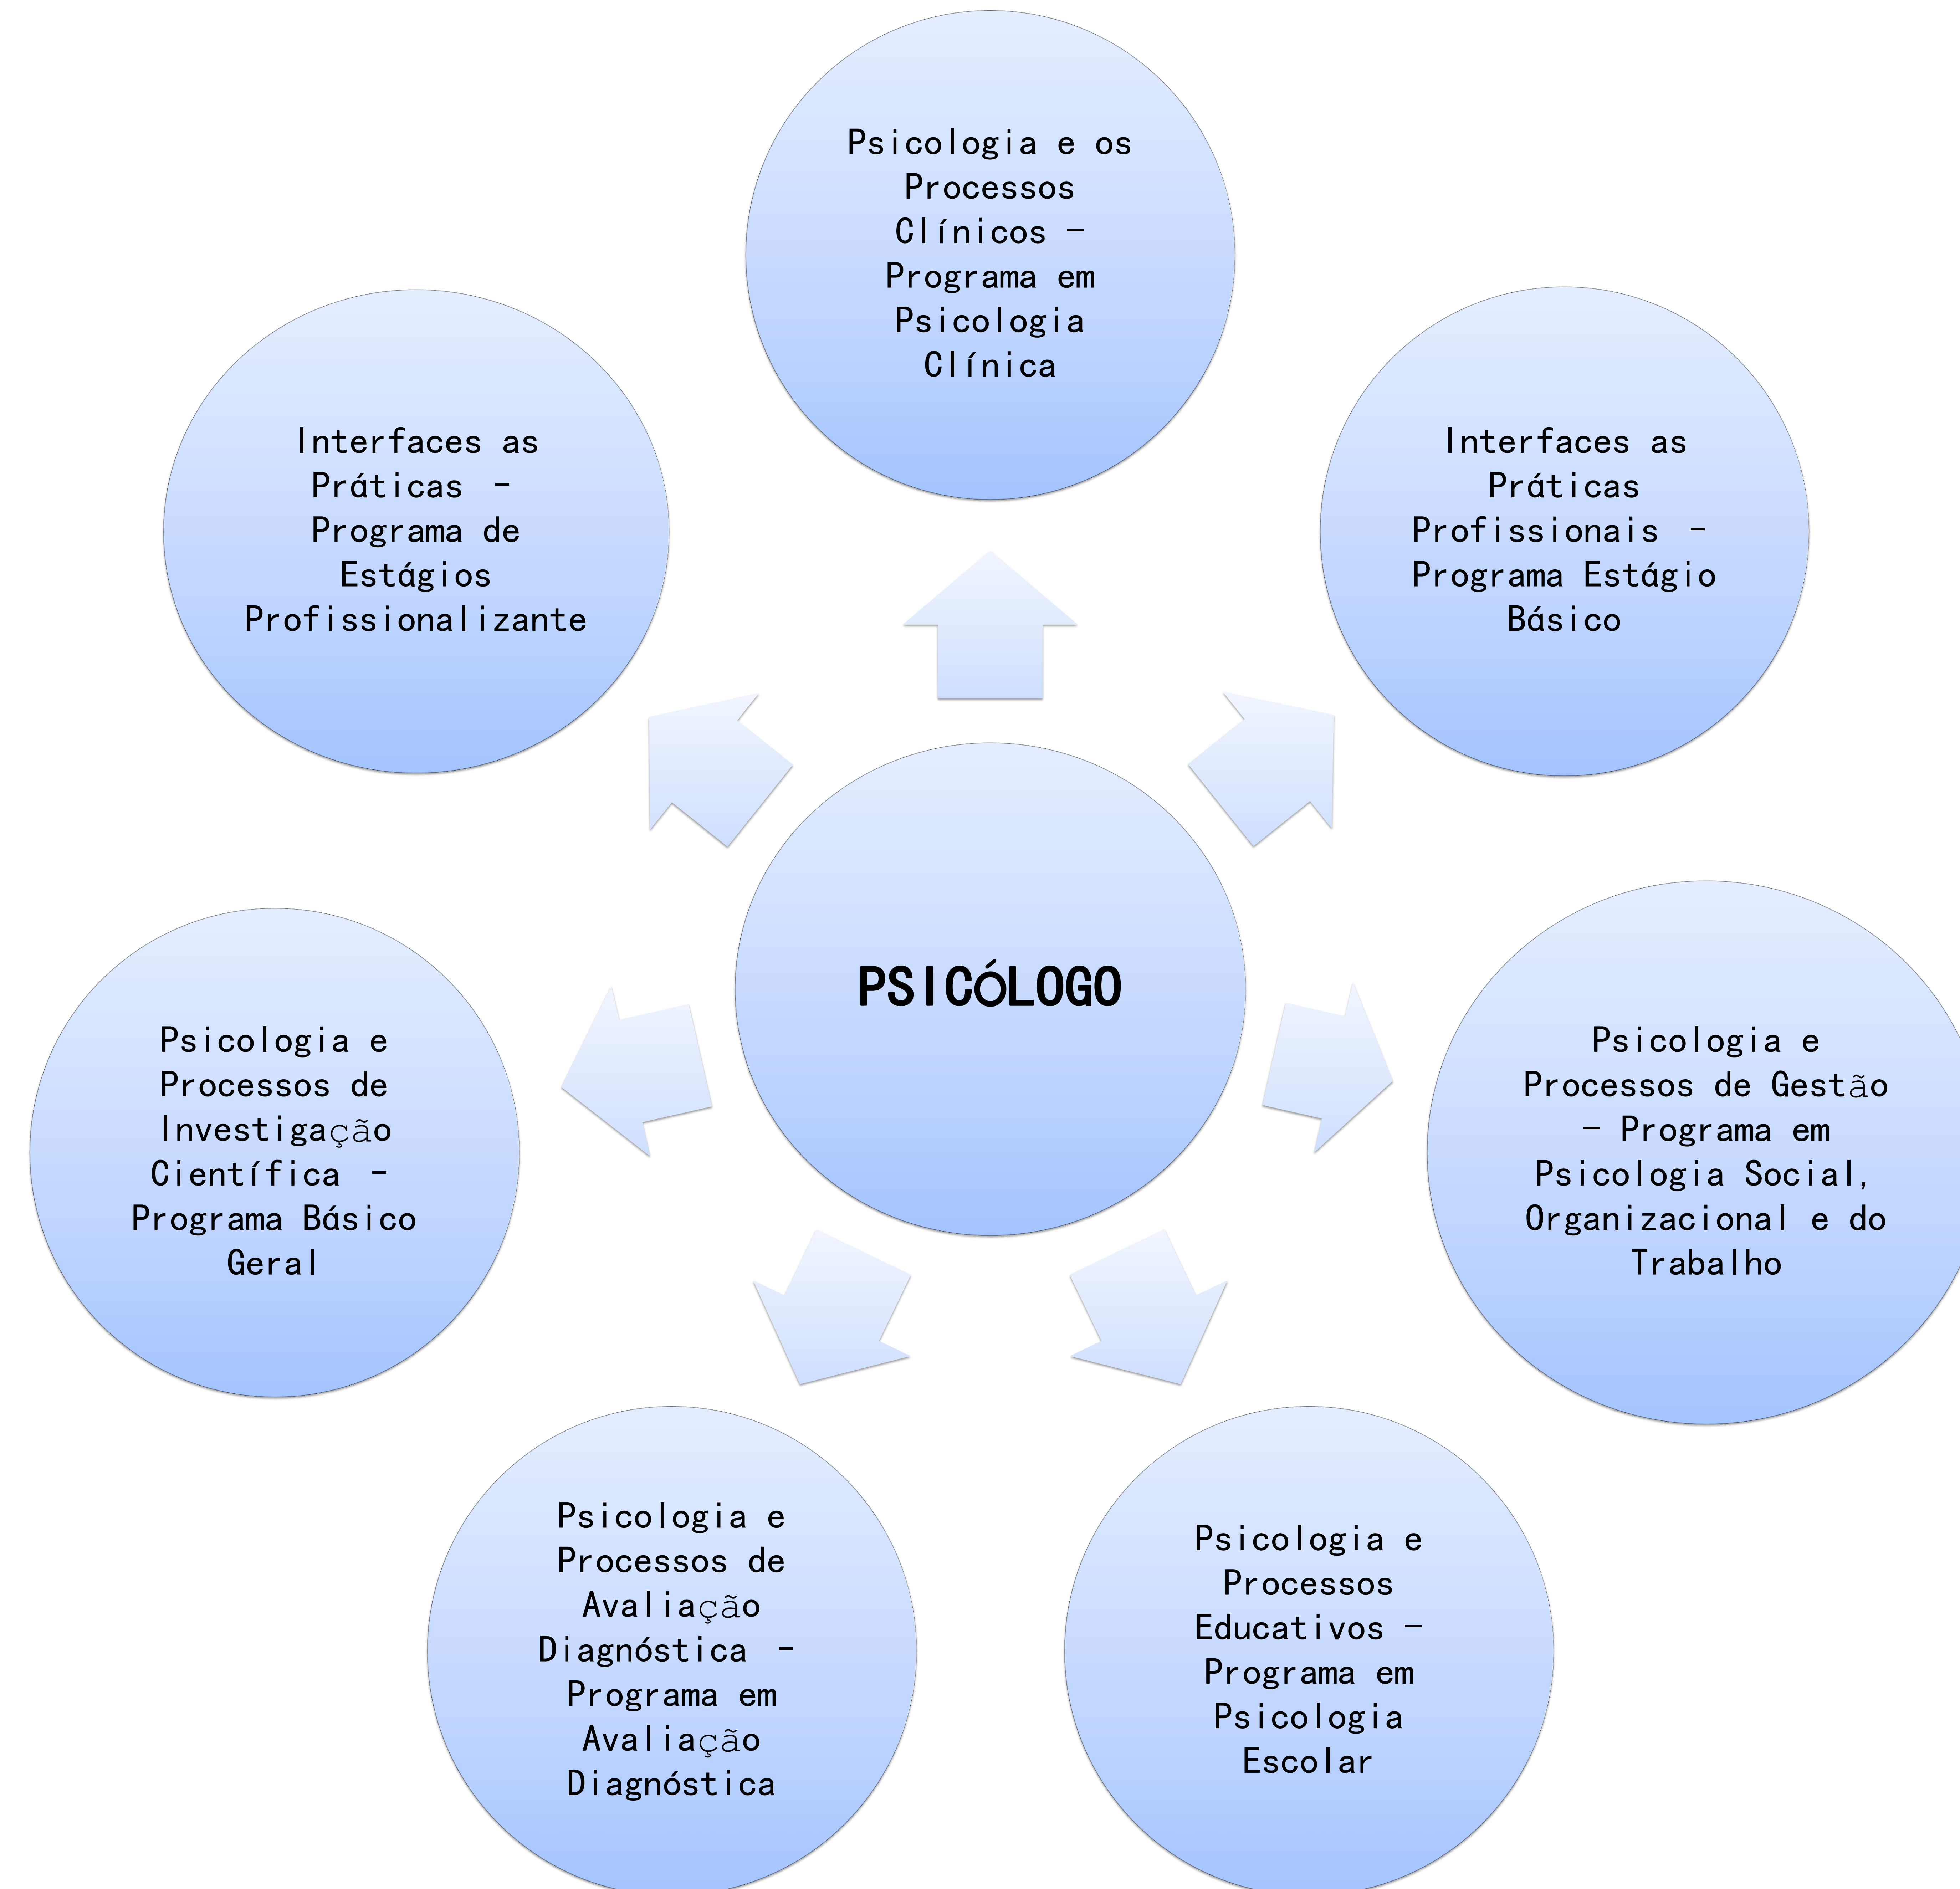 Psicologia e os
Processos
Clínicos –
Programa em
Psicologia
Clínica
Interfaces as
Práticas
Profissionais -
Programa Estágio
Básico
Psicologia e
Processos de Gestão
– Programa em
Psicologia Social,
Organizacional e do
Trabalho
Psicologia e
Processos
Educativos –
Programa em
Psicologia
Escolar
Psicologia e
Processos de
Avaliação
Diagnóstica -
Programa em
Avaliação
Diagnóstica
Psicologia e
Processos de
Investigação
Científica -
Programa Básico
Geral
Interfaces as
Práticas -
Programa de
Estágios
Profissionalizante
PSICÓLOGO